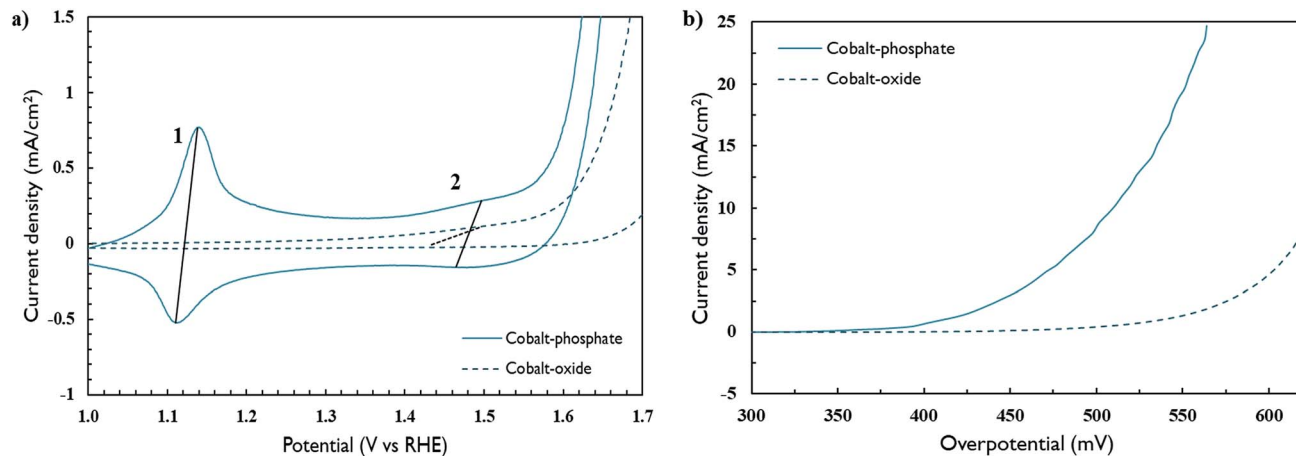 a)
1.5
1
0.5
0
-0.5
-1
Current density (mA/cm²)
1
2
Cobalt-phosphate
Cobalt-oxide
1.0 1.1 1.2 1.3 1.4 1.5 1.6 1.7
Potential (V vs RHE)
b)
25
20
15
10
5
0
-5
Current density (mA/cm²)
Cobalt-phosphate
Cobalt-oxide
300 350 400 450 500 550 600
Overpotential (mV)